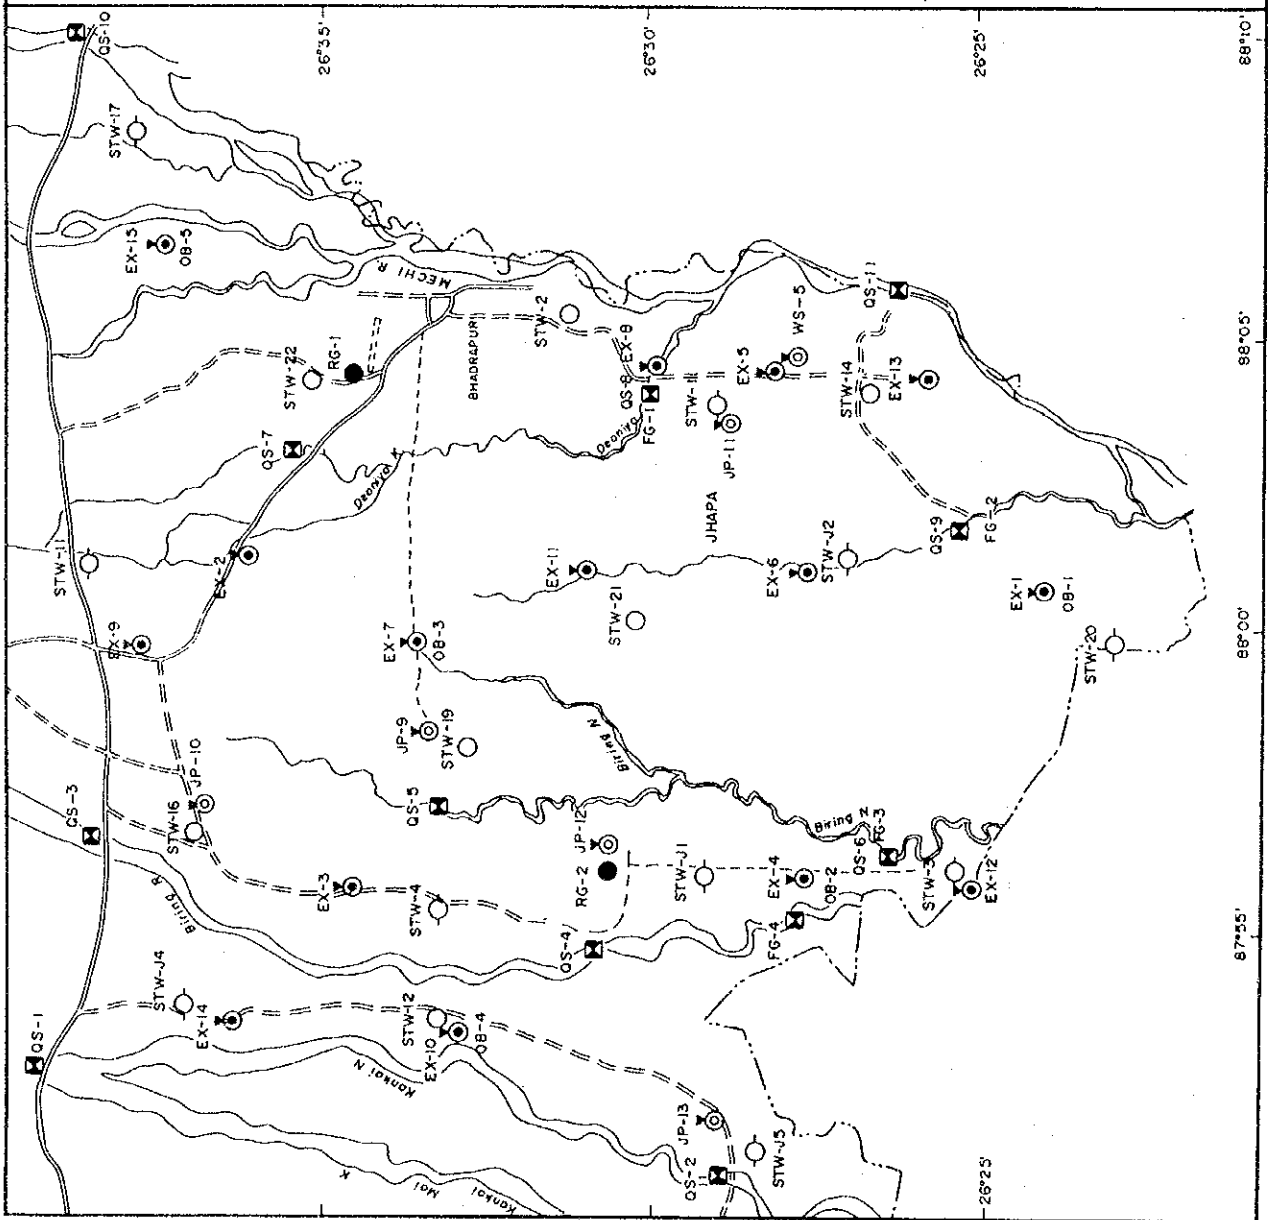 QS-10
26°35'
26°30'
26°25'
88°10'
STW-17
EX-15
OB-5
MECHI R
QS-11
STW-2
BHADRAPUR
RG-1
STW-22
EX-8
QS-8
FG-1
WS-5
EX-5
88°05'
STW-1
JP-11
STW-14
EX-13
QS-7
Deoniya K
Deoniya
JHAPA
STW-11
EX-2
EX-11
EX-6
STW-J2
QS-9
FG-2
EX-9
STW-21
EX-1
OB-1
EX-7
OB-3
88°00'
STW-20
JP-9
STW-19
Biring N
JP-10
STW-16
QS-3
QS-5
JP-12
RG-2
STW-J1
Biring N
QS-6
FG-3
EX-4
OB-2
STW-3
EX-12
EX-3
STW-4
Biring R
QS-4
FG-4
87°55'
STW-J4
EX-14
STW-12
EX-10
OB-4
QS-1
Kankai N
JP-13
STW-J5
QS-2
Mai K
Kankai
26°25'